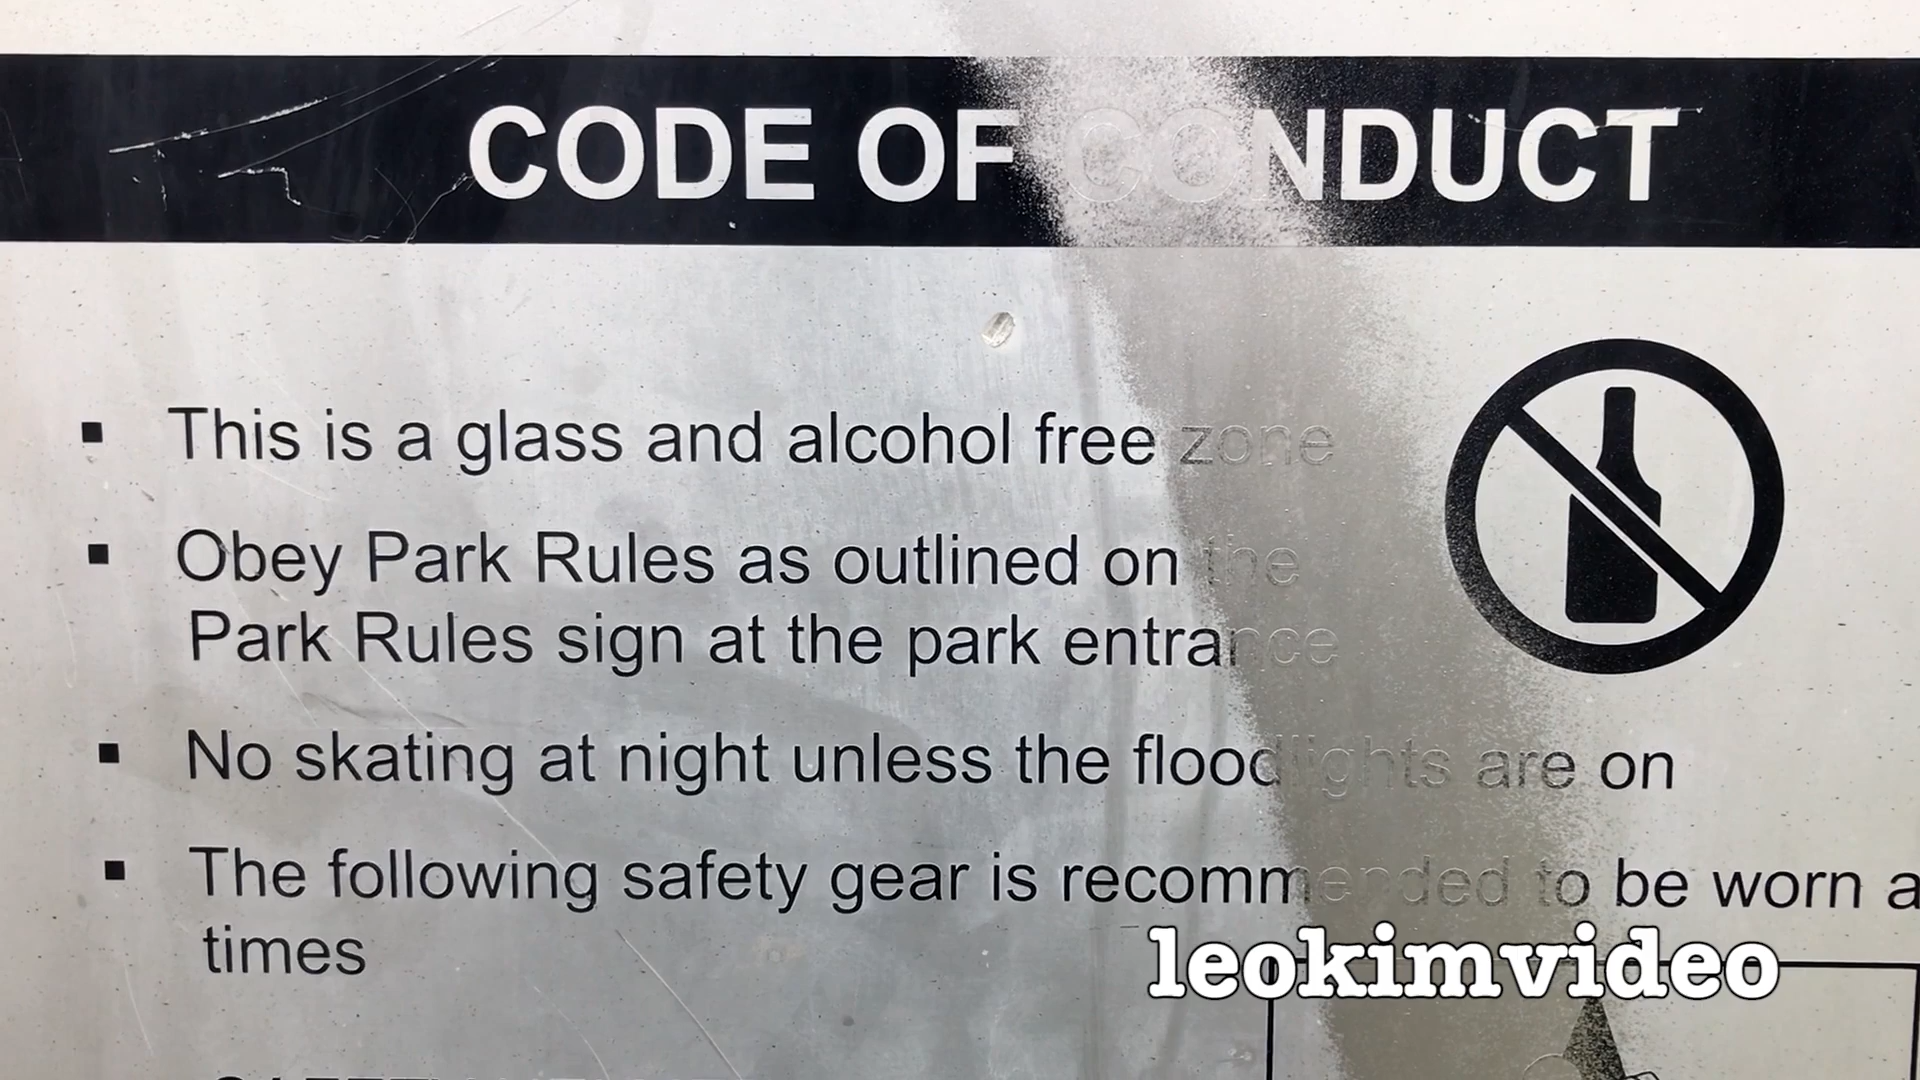 CODE OF CONDUCT
▪ This is a glass and alcohol free zone
▪ Obey Park Rules as outlined on the
Park Rules sign at the park entrance
▪ No skating at night unless the floodlights are on
▪ The following safety gear is recommended to be worn a
times
leokimvideo